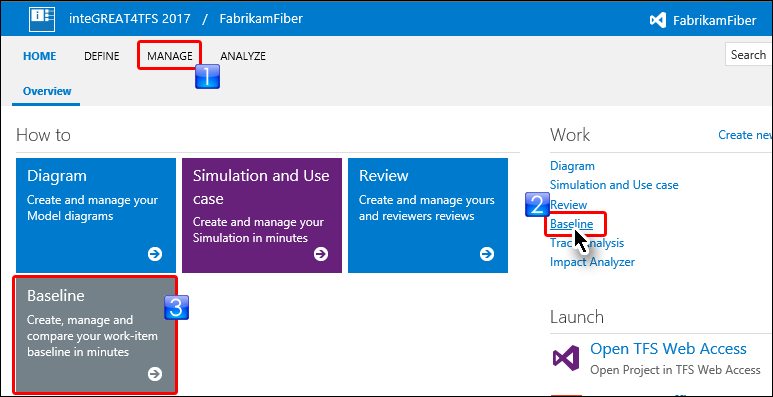 inteGREAT4TFS 2017 / FabrikamFiber
FabrikamFiber
HOME DEFINE MANAGE ANALYZE
Search
1
Overview
How to
Diagram
Create and manage your
Model diagrams
Simulation and Use
case
Create and manage your
Simulation in minutes
Review
Create and manage yours
and reviewers reviews
Baseline
Create, manage and
compare your work-item
baseline in minutes
3
Work
Create new
Diagram
Simulation and Use case
2
Review
Baseline
Analysis
Impact Analyzer
Launch
Open TFS Web Access
Open Project in TFS Web Access